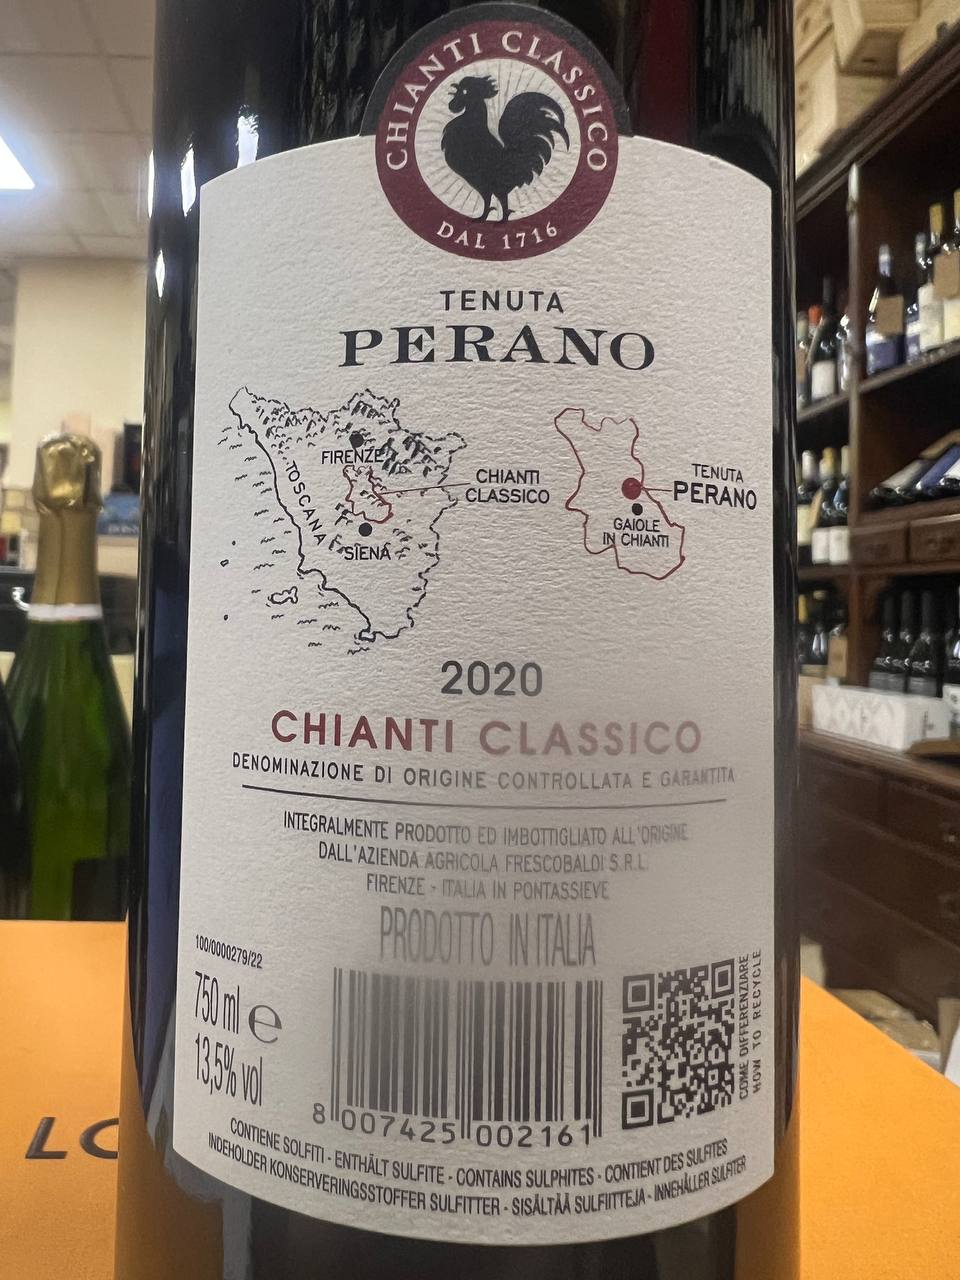 CHIANTI CLASSICO
DAL 1716
TENUTA
PERANO
FIRENZE
TOSCANA
SIENA
CHIANTI
CLASSICO
TENUTA
PERANO
GAIOLE
IN CHIANTI
2020
CHIANTI CLASSICO
DENOMINAZIONE DI ORIGINE CONTROLLATA E GARANTITA
INTEGRALMENTE PRODOTTO ED IMBOTTIGLIATO ALL'ORIGINE
DALL'AZIENDA AGRICOLA FRESCOBALDI S.R.L.
FIRENZE - ITALIA IN PONTASSIEVE
PRODOTTO IN ITALIA
100/0000279/22
750 ml e
13,5% vol
8 007425 002161
COME DIFFERENZIARE
HOW TO RECYCLE
CONTIENE SOLFITI - ENTHÄLT SULFITE - CONTAINS SULPHITES - CONTIENT DES SULFITES
INDEHOLDER KONSERVERINGSSTOFFER SULFITTER - SISÄLTÄÄ SULFIITTEJA - INNEHÅLLER SULFITER